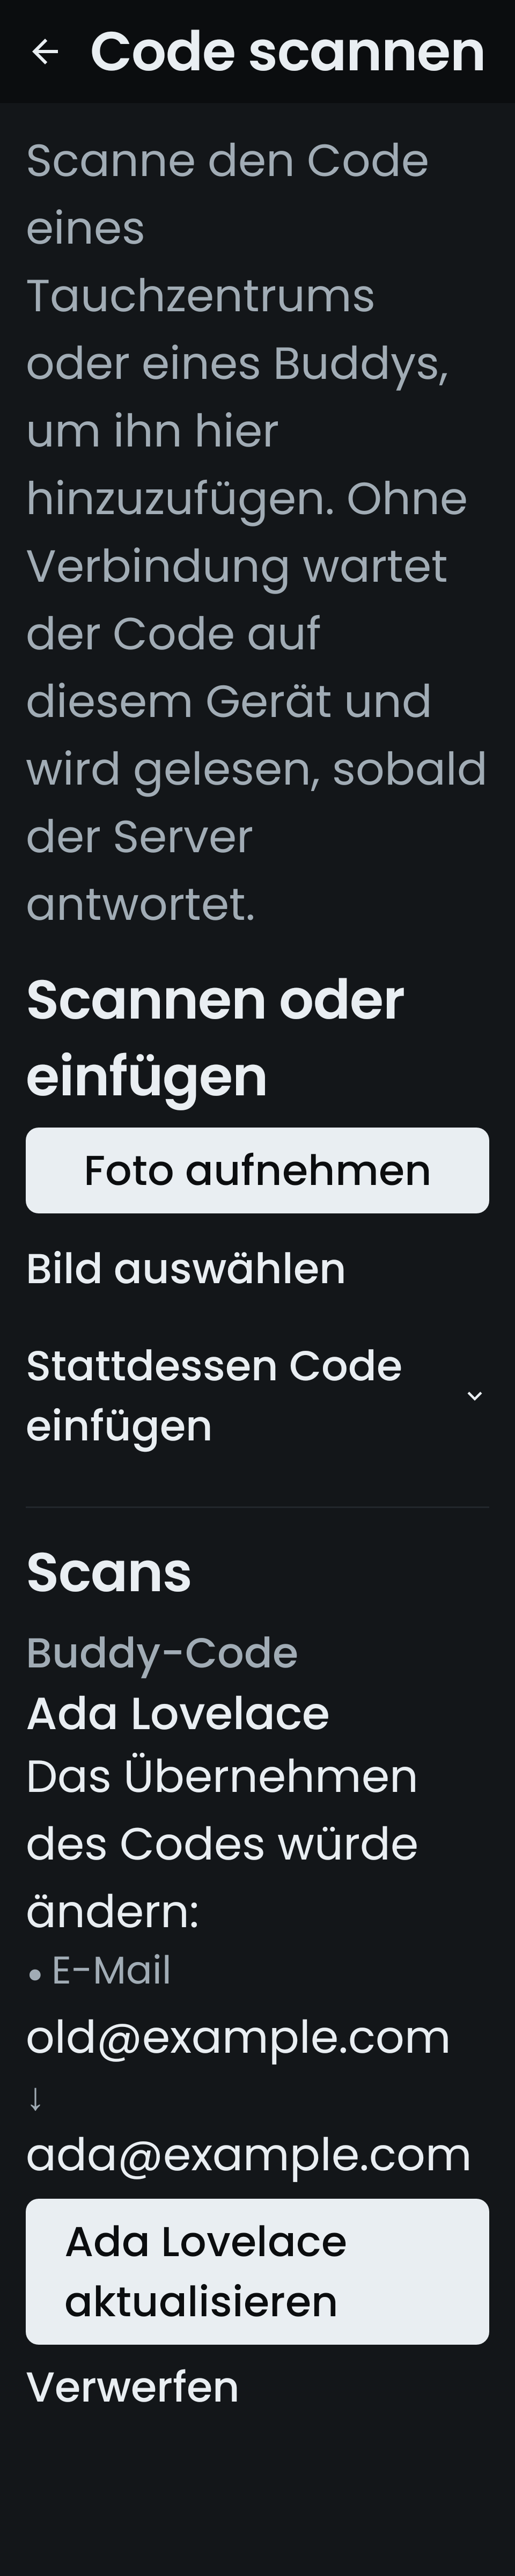 Code scannen
Scanne den Code
eines
Tauchzentrums
oder eines Buddys,
um ihn hier
hinzuzufügen. Ohne
Verbindung wartet
der Code auf
diesem Gerät und
wird gelesen, sobald
der Server
antwortet.
Scannen oder
einfügen
Foto aufnehmen
Bild auswählen
Stattdessen Code
einfügen
Scans
Buddy-Code
Ada Lovelace
Das Übernehmen
des Codes würde
ändern:
• E-Mail
old@example.com
↓
ada@example.com
Ada Lovelace
aktualisieren
Verwerfen